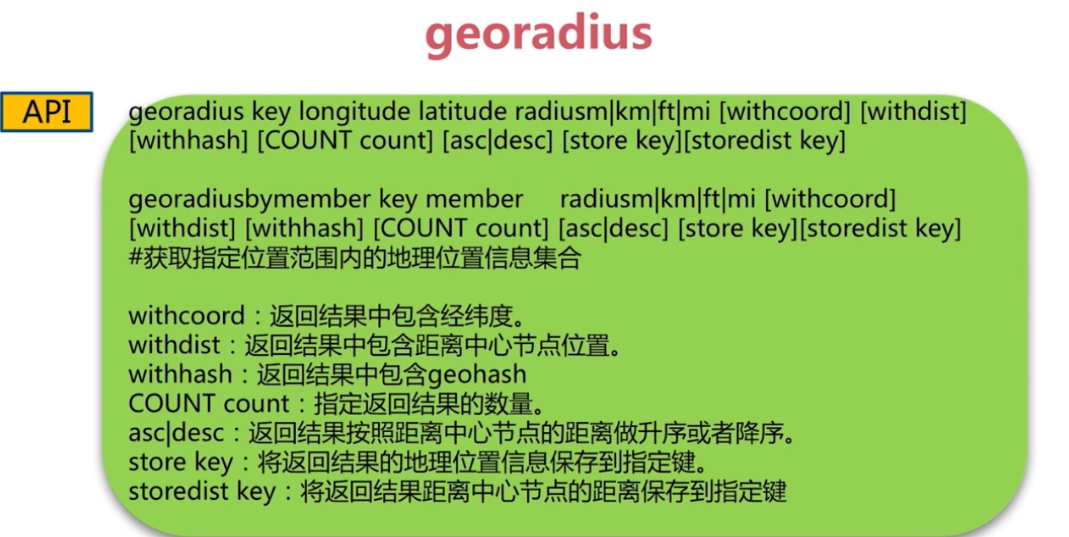 georadius
API
georadius key longitude latitude radiusm|km|ft|mi [withcoord] [withdist]
[withhash] [COUNT count] [asc|desc] [store key][storedist key]
georadiusbymember key member radiusm|km|ft|mi [withcoord]
[withdist] [withhash] [COUNT count] [asc|desc] [store key][storedist key]
#获取指定位置范围内的地理位置信息集合
withcoord：返回结果中包含经纬度。
withdist：返回结果中包含距离中心节点位置。
withhash：返回结果中包含geohash
COUNT count：指定返回结果的数量。
asc|desc：返回结果按照距离中心节点的距离做升序或者降序。
store key：将返回结果的地理位置信息保存到指定键。
storedist key：将返回结果距离中心节点的距离保存到指定键